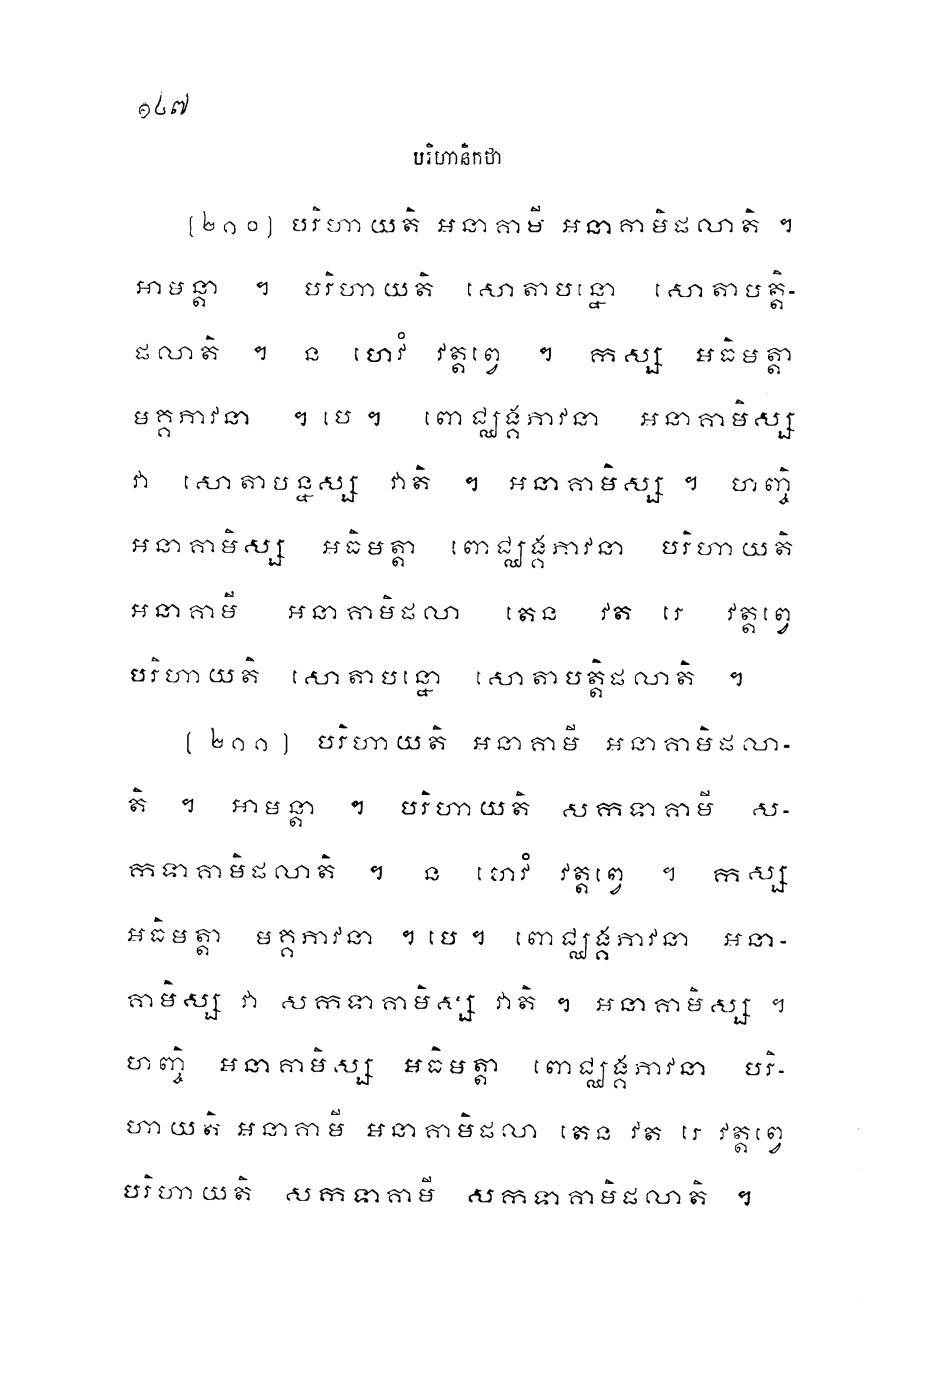 ១៤៧
បរិហានិកថា
(២១០) បរិហាយតិ អនាគាមី អនាគាមិផលាតិ ។
អាមន្តា ។ បរិហាយតិ សោតាបន្នោ សោតាបត្តិ-
ផលាតិ ។ ន ហេវំ វត្តព្វេ ។ កស្ស អធិមត្តា
មគ្គភាវនា ។ បេ ។ ពោជ្ឈង្គភាវនា អនាគាមិស្ស
វា សោតាបន្នស្ស វាតិ ។ អនាគាមិស្ស ។ ហញ្ចិ
អនាគាមិស្ស អធិមត្តា ពោជ្ឈង្គភាវនា បរិហាយតិ
អនាគាមី អនាគាមិផលា តេន វត រេ វត្តព្វេ
បរិហាយតិ សោតាបន្នោ សោតាបត្តិផលាតិ ។
(២១១) បរិហាយតិ អនាគាមី អនាគាមិផលា-
តិ ។ អាមន្តា ។ បរិហាយតិ សកទាគាមី ស-
កទាគាមិផលាតិ ។ ន ហេវំ វត្តព្វេ ។ កស្ស
អធិមត្តា មគ្គភាវនា ។ បេ ។ ពោជ្ឈង្គភាវនា អនា-
គាមិស្ស វា សកទាគាមិស្ស វាតិ ។ អនាគាមិស្ស ។
ហញ្ចិ អនាគាមិស្ស អធិមត្តា ពោជ្ឈង្គភាវនា បរិ-
ហាយតិ អនាគាមី អនាគាមិផលា តេន វត រេ វត្តព្វេ
បរិហាយតិ សកទាគាមី សកទាគាមិផលាតិ ។